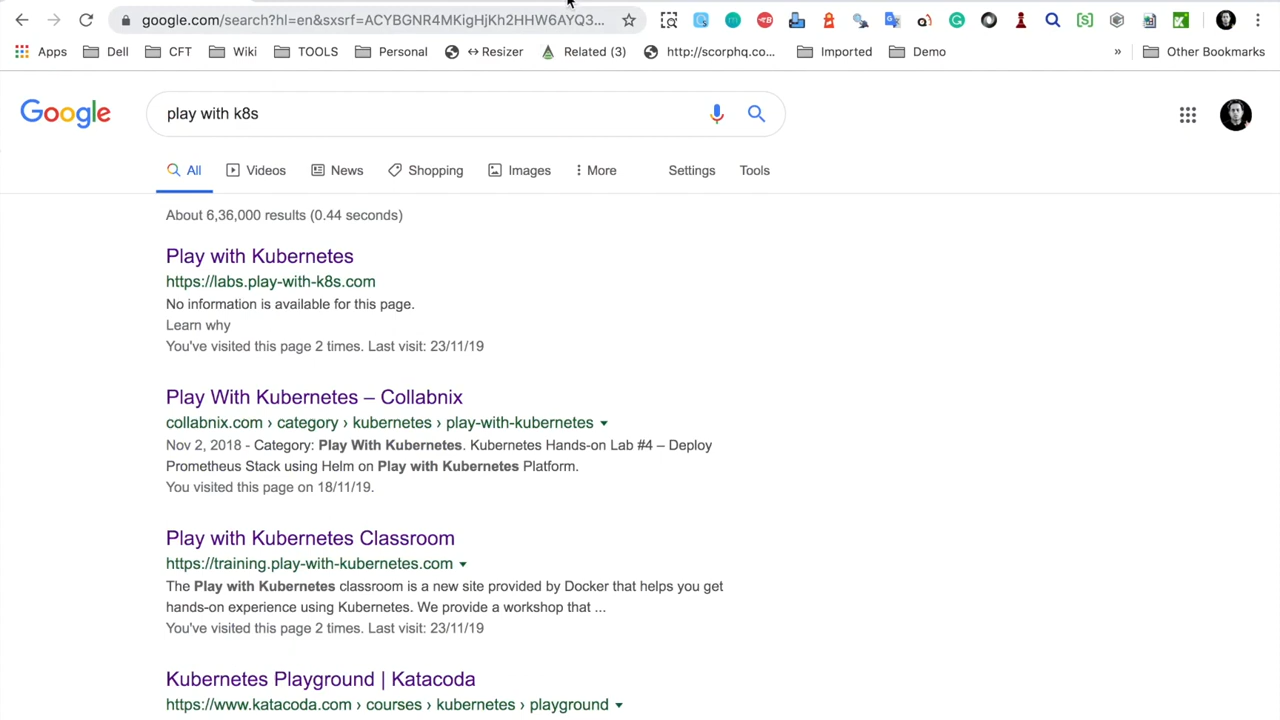 google.com/search?hl=en&sxsrf=ACYBGNR4MKigHjKh2HHW6AYQ3...
Apps Dell CFT Wiki TOOLS Personal ↔Resizer Related (3) http://scorphq.co... Imported Demo » Other Bookmarks
Google play with k8s
All Videos News Shopping Images More Settings Tools
About 6,36,000 results (0.44 seconds)
Play with Kubernetes
https://labs.play-with-k8s.com
No information is available for this page.
Learn why
You've visited this page 2 times. Last visit: 23/11/19
Play With Kubernetes – Collabnix
collabnix.com › category › kubernetes › play-with-kubernetes
Nov 2, 2018 - Category: Play With Kubernetes. Kubernetes Hands-on Lab #4 – Deploy
Prometheus Stack using Helm on Play with Kubernetes Platform.
You visited this page on 18/11/19.
Play with Kubernetes Classroom
https://training.play-with-kubernetes.com
The Play with Kubernetes classroom is a new site provided by Docker that helps you get
hands-on experience using Kubernetes. We provide a workshop that ...
You've visited this page 2 times. Last visit: 23/11/19
Kubernetes Playground | Katacoda
https://www.katacoda.com › courses › kubernetes › playground